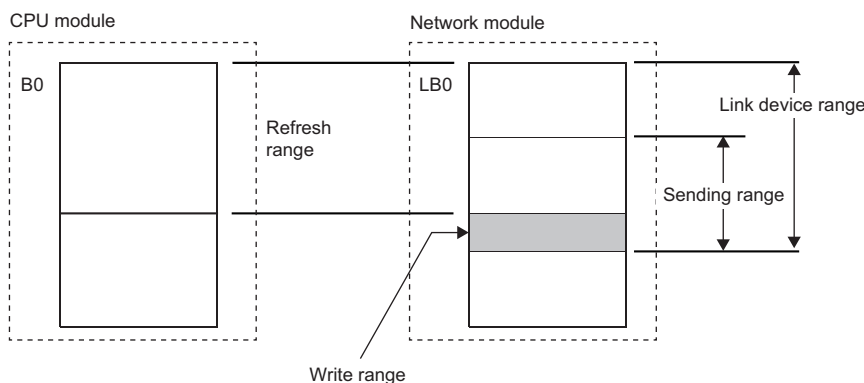 CPU module
Network module
B0
LB0
Link device range
Refresh
range
Sending range
Write range